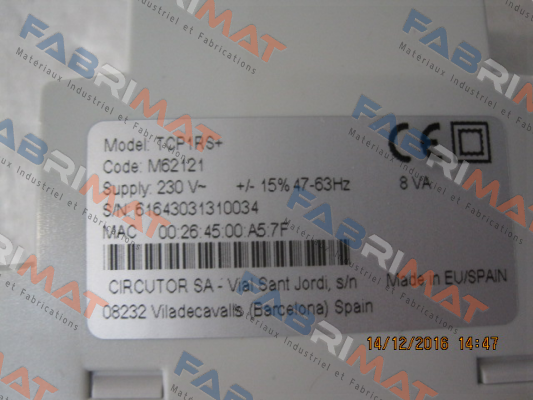 FABRIMAT
Materiaux Industriel et Fabrications
Model: TCP1RS+
Code: M62121
Supply: 230 V~ +/- 15% 47-63Hz 8 VA
CE
S/N: 61643031310034
MAC 00:26:45:00:A5:7F
CIRCUTOR SA - Vial Sant Jordi, s/n Made in EU/SPAIN
08232 Viladecavalls (Barcelona) Spain
14/12/2016 14:47